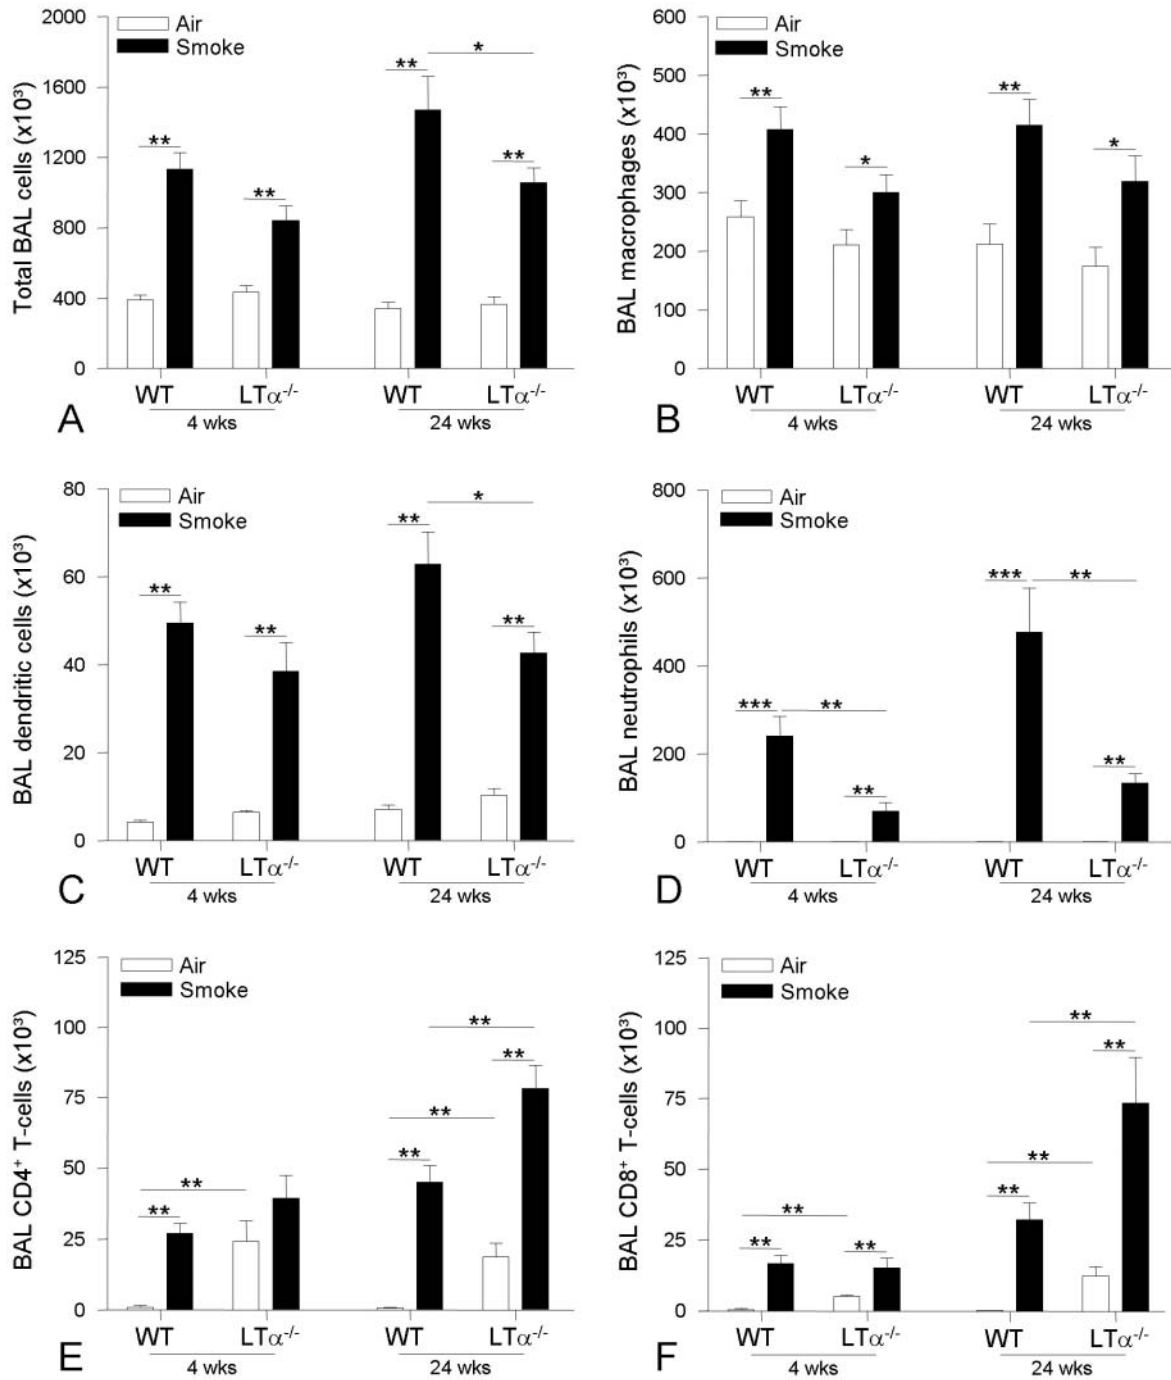 Total BAL cells (x10³)
2000
1600
1200
800
400
0
Air
Smoke
**
**
**
**
*
WT
LTα⁻/⁻
WT
LTα⁻/⁻
4 wks
24 wks
A
BAL macrophages (x10³)
600
500
400
300
200
100
0
Air
Smoke
**
*
**
*
WT
LTα⁻/⁻
WT
LTα⁻/⁻
4 wks
24 wks
B
BAL dendritic cells (x10³)
80
60
40
20
0
Air
Smoke
**
**
**
*
**
WT
LTα⁻/⁻
WT
LTα⁻/⁻
4 wks
24 wks
C
BAL neutrophils (x10³)
800
600
400
200
0
Air
Smoke
***
**
**
***
**
**
WT
LTα⁻/⁻
WT
LTα⁻/⁻
4 wks
24 wks
D
BAL CD4⁺ T-cells (x10³)
125
100
75
50
25
0
Air
Smoke
**
**
**
**
**
**
WT
LTα⁻/⁻
WT
LTα⁻/⁻
4 wks
24 wks
E
BAL CD8⁺ T-cells (x10³)
125
100
75
50
25
0
Air
Smoke
**
**
**
**
**
**
**
WT
LTα⁻/⁻
WT
LTα⁻/⁻
4 wks
24 wks
F